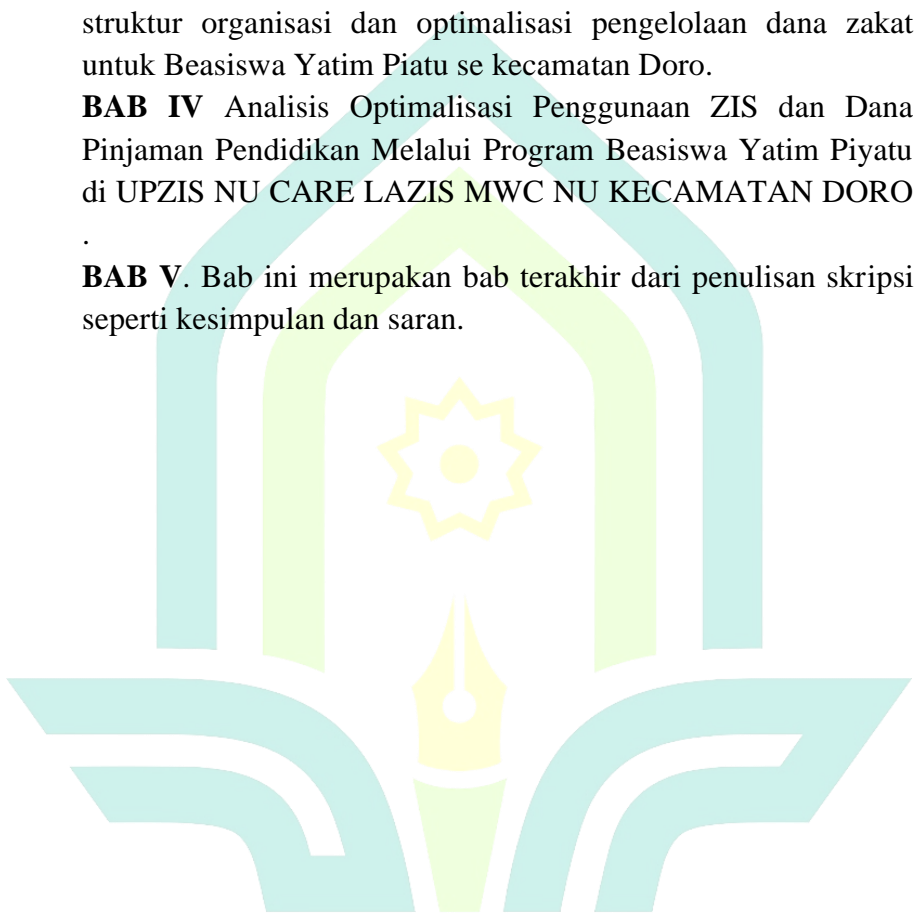 struktur organisasi dan optimalisasi pengelolaan dana zakat
untuk Beasiswa Yatim Piatu se kecamatan Doro.
BAB IV Analisis Optimalisasi Penggunaan ZIS dan Dana
Pinjaman Pendidikan Melalui Program Beasiswa Yatim Piyatu
di UPZIS NU CARE LAZIS MWC NU KECAMATAN DORO
.
BAB V. Bab ini merupakan bab terakhir dari penulisan skripsi
seperti kesimpulan dan saran.